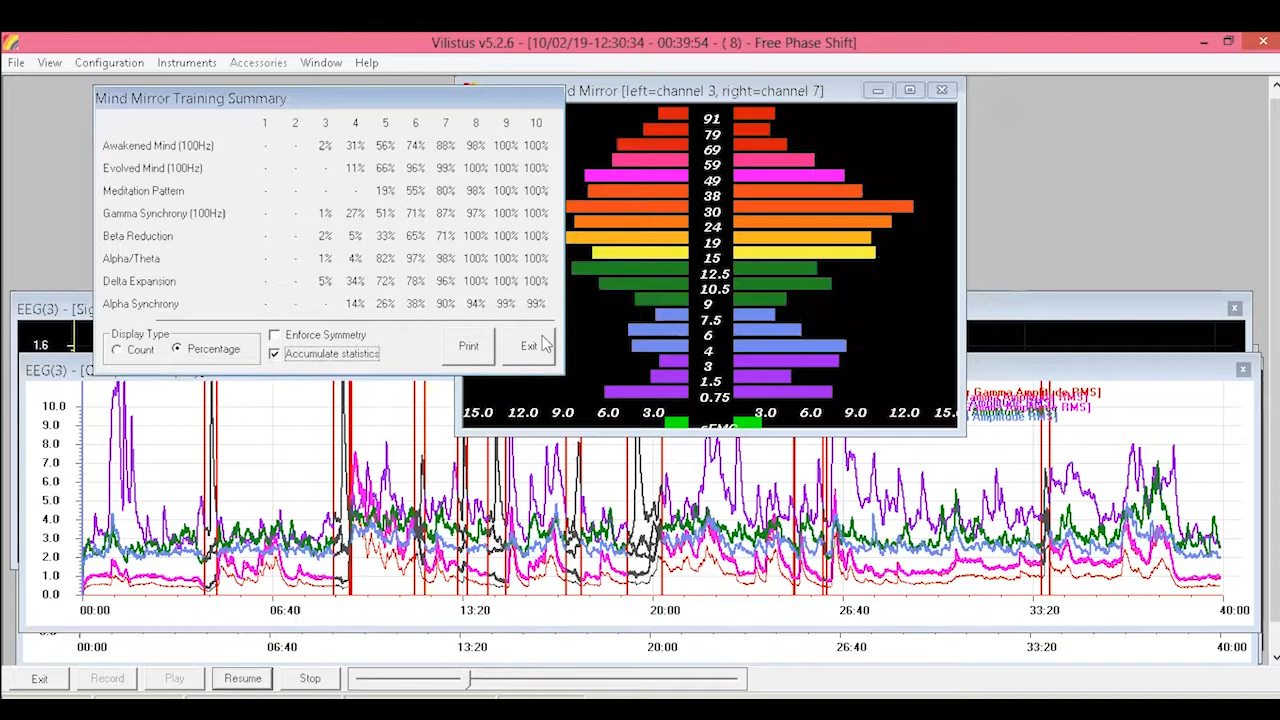 Vilistus v5.2.6 - [10/02/19-12:30:34 - 00:39:54 - ( 8) - Free Phase Shift]
File View Configuration Instruments Accessories Window Help
Mind Mirror Training Summary
d Mirror [left=channel 3, right=channel 7]
1 2 3 4 5 6 7 8 9 10
Awakened Mind (100Hz) - - 2% 31% 56% 74% 88% 98% 100% 100%
Evolved Mind (100Hz) - - - 11% 66% 96% 99% 100% 100% 100%
Meditation Pattern - - - - 19% 55% 80% 98% 100% 100%
Gamma Synchrony (100Hz) - - 1% 27% 51% 71% 87% 97% 100% 100%
Beta Reduction - - 2% 5% 33% 65% 71% 100% 100% 100%
Alpha/Theta - - 1% 4% 82% 97% 98% 100% 100% 100%
Delta Expansion - - 5% 34% 72% 78% 96% 100% 100% 100%
Alpha Synchrony - - - 14% 26% 38% 90% 94% 99% 99%
Display Type
Count Percentage
Enforce Symmetry
Accumulate statistics
Print Exit
91
79
69
59
49
38
30
24
19
15
12.5
10.5
9
7.5
6
4
3
1.5
0.75
15.0 12.0 9.0 6.0 3.0 3.0 6.0 9.0 12.0 15.
EEG(3) - [Sig
1.6
EEG(3) - [C
Gamma Amplitude RMS]
Amplitude RMS]
Amplitude RMS]
Amplitude RMS]
10.0
9.0
8.0
7.0
6.0
5.0
4.0
3.0
2.0
1.0
0.0
00:00 06:40 13:20 20:00 26:40 33:20 40:00
00:00 06:40 13:20 20:00 26:40 33:20 40:00
Exit Record Play Resume Stop